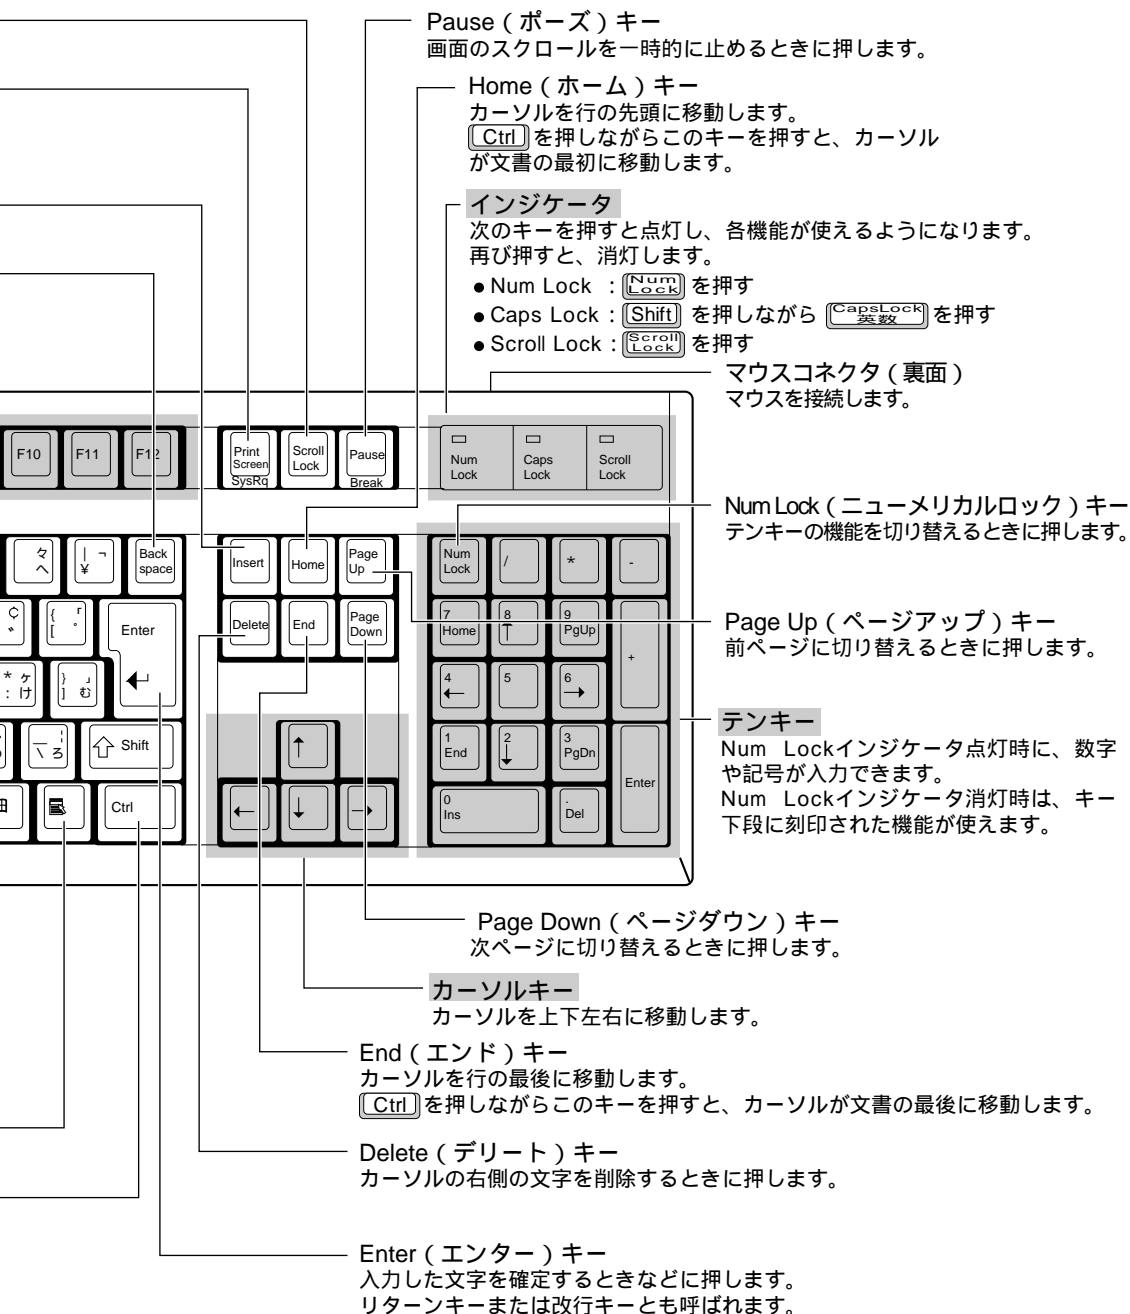 Pause（ポーズ）キー
画面のスクロールを一時的に止めるときに押します。
Home（ホーム）キー
カーソルを行の先頭に移動します。
Ctrl を押しながらこのキーを押すと、カーソル
が文書の最初に移動します。
インジケータ
次のキーを押すと点灯し、各機能が使えるようになります。
再び押すと、消灯します。
● Num Lock ： Num Lock を押す
● Caps Lock ： Shift を押しながら CapsLock 英数 を押す
● Scroll Lock ： Scroll Lock を押す
マウスコネクタ（裏面）
マウスを接続します。
F10 F11 F12
Print Screen SysRq
Scroll Lock
Pause Break
Num Lock
Caps Lock
Scroll Lock
Num Lock（ニューメリカルロック）キー
テンキーの機能を切り替えるときに押します。
々 へ
| ¬ ¥
Back space
Insert
Home
Page Up
Num Lock
/
*
-
¢ 〃
{ 「 [ ゜
Enter
Delete
End
Page Down
7 Home
8 ↑
9 PgUp
+
Page Up（ページアップ）キー
前ページに切り替えるときに押します。
* ヶ : け
} 」 ] む
↵
4 ←
5
6 →
テンキー
Num Lockインジケータ点灯時に、数字
や記号が入力できます。
Num Lockインジケータ消灯時は、キー
下段に刻印された機能が使えます。
\ ろ
⇧ Shift
↑
1 End
2 ↓
3 PgDn
Enter
Ctrl
← ↓ →
0 Ins
. Del
Page Down（ページダウン）キー
次ページに切り替えるときに押します。
カーソルキー
カーソルを上下左右に移動します。
End（エンド）キー
カーソルを行の最後に移動します。
Ctrl を押しながらこのキーを押すと、カーソルが文書の最後に移動します。
Delete（デリート）キー
カーソルの右側の文字を削除するときに押します。
Enter（エンター）キー
入力した文字を確定するときなどに押します。
リターンキーまたは改行キーとも呼ばれます。